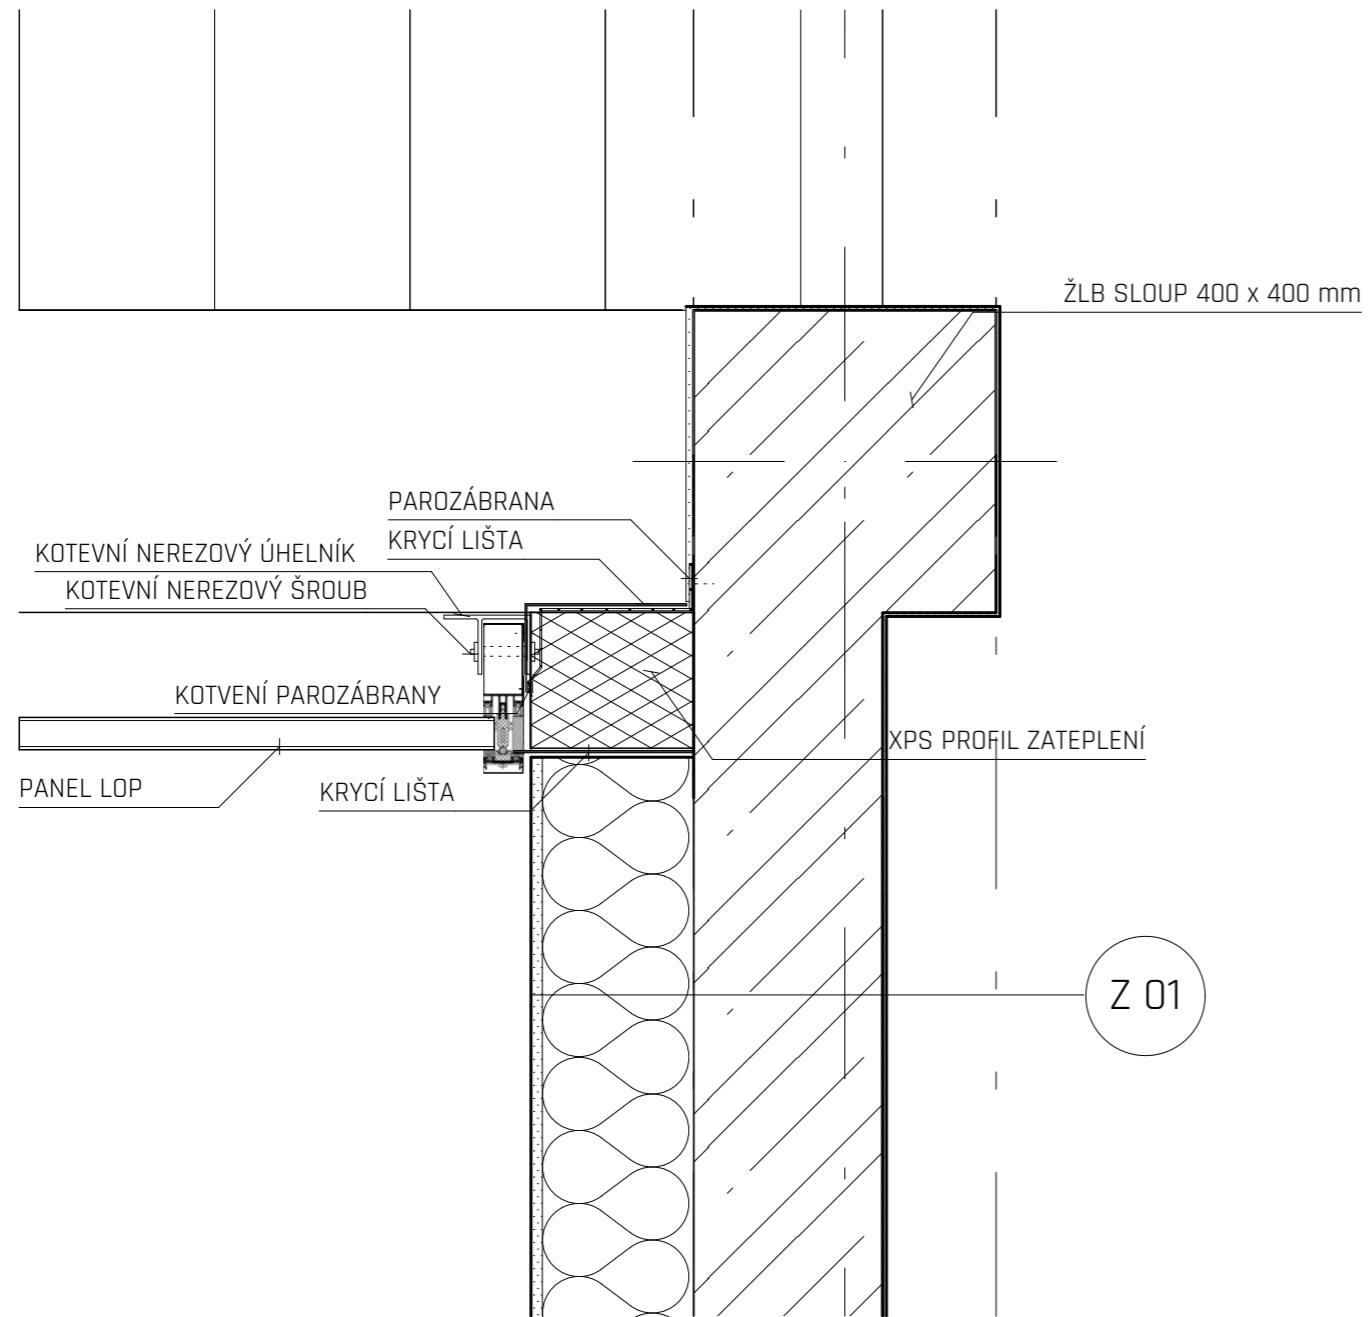 ŽLB SLOUP 400 x 400 mm
PAROZÁBRANA
KRYCÍ LIŠTA
KOTEVNÍ NEREZOVÝ ÚHELNÍK
KOTEVNÍ NEREZOVÝ ŠROUB
KOTVENÍ PAROZÁBRANY
XPS PROFIL ZATEPLENÍ
PANEL LOP
KRYCÍ LIŠTA
Z 01